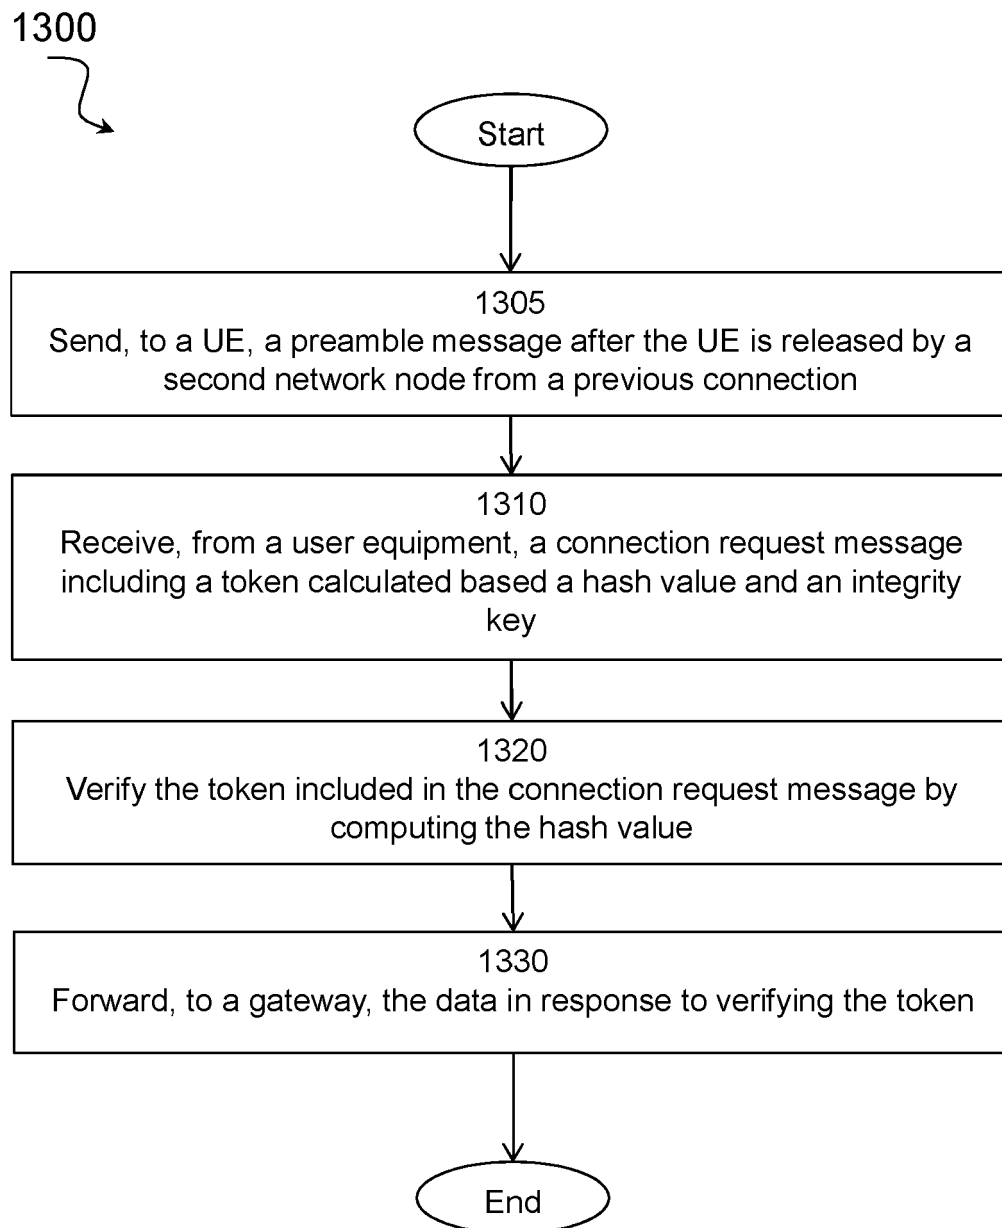 1300
Start
1305
Send, to a UE, a preamble message after the UE is released by a
second network node from a previous connection
1310
Receive, from a user equipment, a connection request message
including a token calculated based a hash value and an integrity
key
1320
Verify the token included in the connection request message by
computing the hash value
1330
Forward, to a gateway, the data in response to verifying the token
End